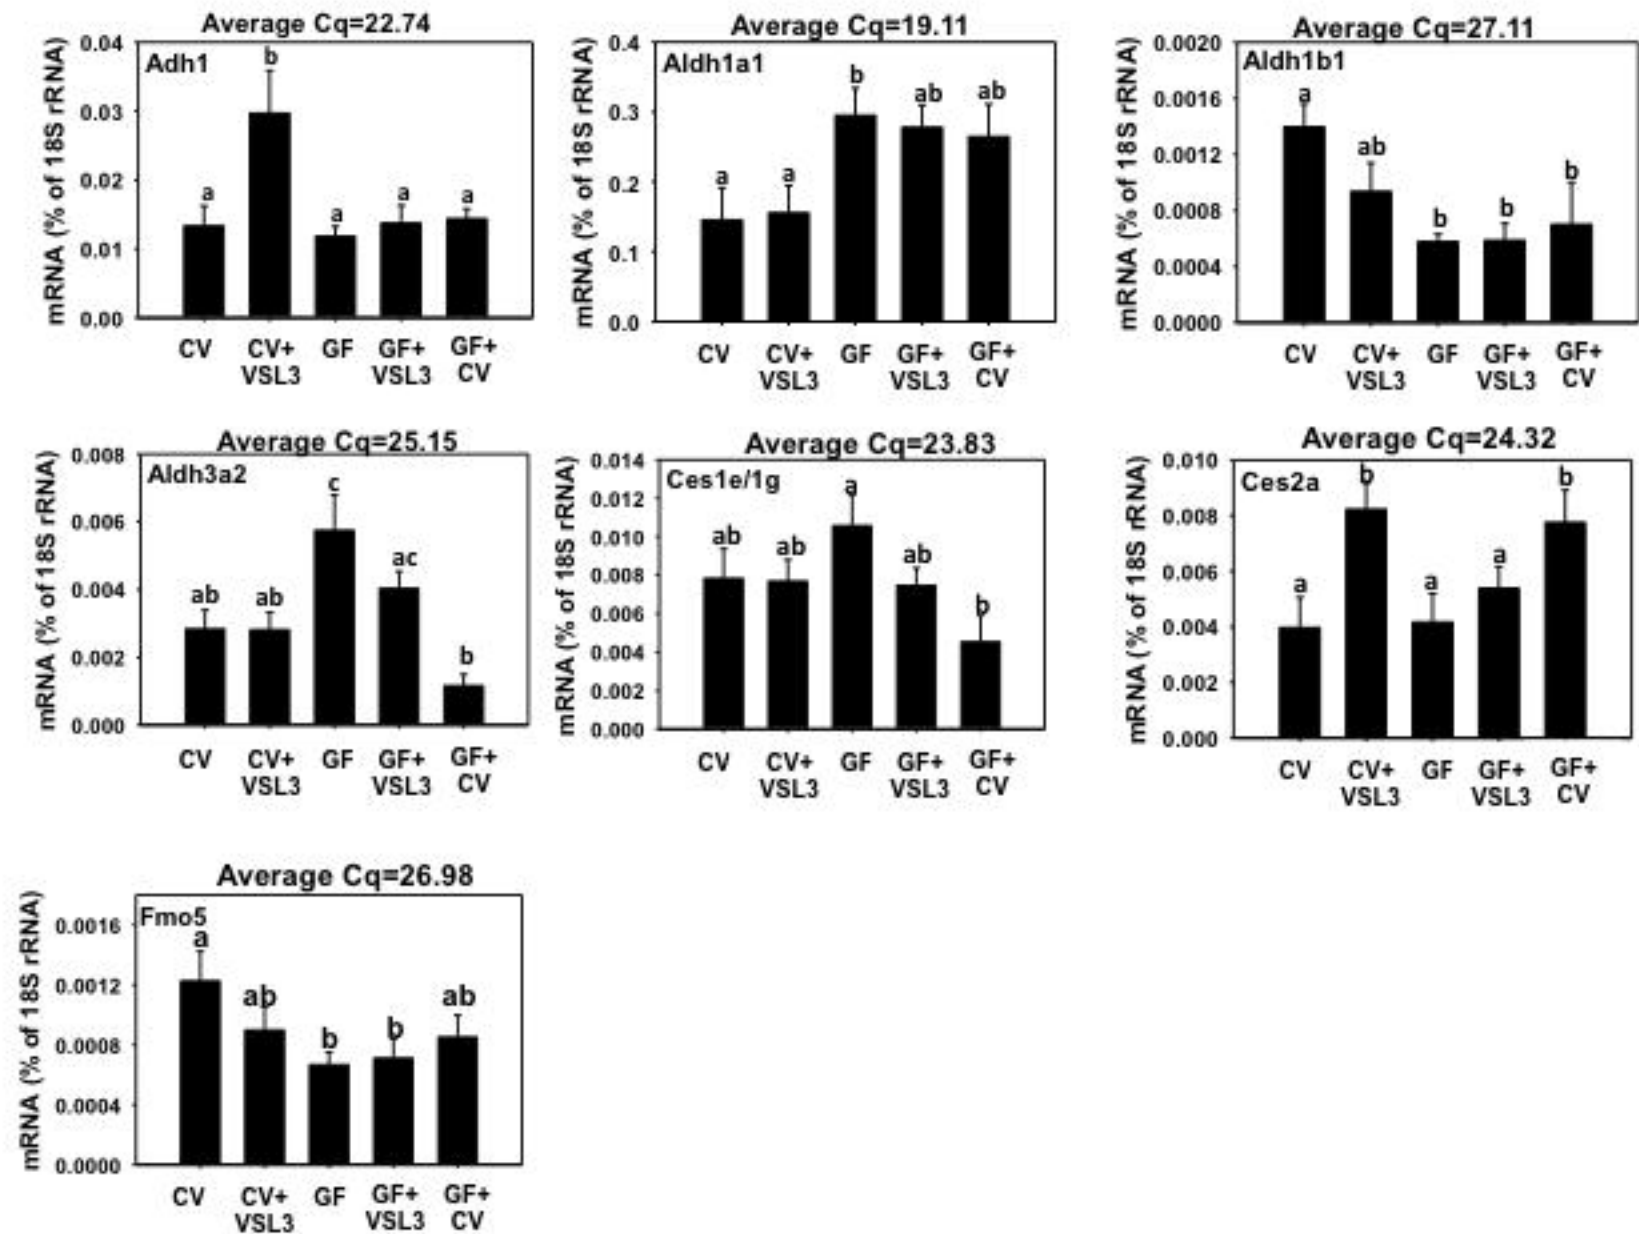 Average Cq=22.74
Adh1
mRNA (% of 18S rRNA)
0.04
0.03
0.02
0.01
0.00
a
b
a
a
a
CV
CV+
VSL3
GF
GF+
VSL3
GF+
CV
Average Cq=19.11
Aldh1a1
mRNA (% of 18S rRNA)
0.4
0.3
0.2
0.1
0.0
a
a
b
ab
ab
CV
CV+
VSL3
GF
GF+
VSL3
GF+
CV
Average Cq=27.11
Aldh1b1
mRNA (% of 18S rRNA)
0.0020
0.0016
0.0012
0.0008
0.0004
0.0000
a
ab
b
b
b
CV
CV+
VSL3
GF
GF+
VSL3
GF+
CV
Average Cq=25.15
Aldh3a2
mRNA (% of 18S rRNA)
0.008
0.006
0.004
0.002
0.000
ab
ab
c
ac
b
CV
CV+
VSL3
GF
GF+
VSL3
GF+
CV
Average Cq=23.83
Ces1e/1g
mRNA (% of 18S rRNA)
0.014
0.012
0.010
0.008
0.006
0.004
0.002
0.000
ab
ab
a
ab
b
CV
CV+
VSL3
GF
GF+
VSL3
GF+
CV
Average Cq=24.32
Ces2a
mRNA (% of 18S rRNA)
0.010
0.008
0.006
0.004
0.002
0.000
a
b
a
a
b
CV
CV+
VSL3
GF
GF+
VSL3
GF+
CV
Average Cq=26.98
Fmo5
mRNA (% of 18S rRNA)
0.0016
0.0012
0.0008
0.0004
0.0000
a
ab
b
b
ab
CV
CV+
VSL3
GF
GF+
VSL3
GF+
CV